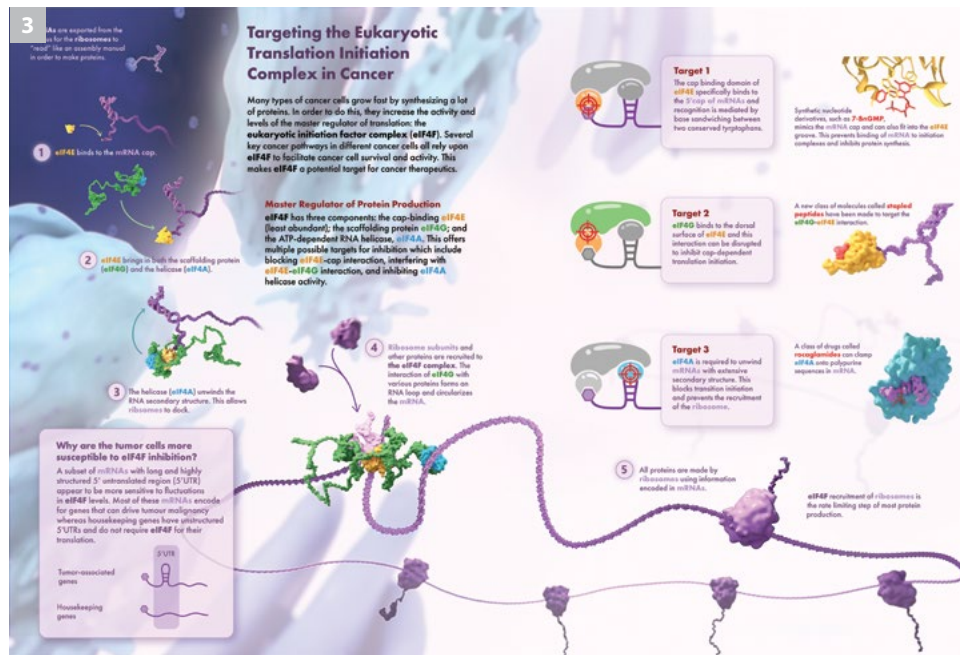 3
As are exported from the
us for the ribosomes to
"read" like an assembly manual
in order to make proteins.
1 eIF4E binds to the mRNA cap.
2 eIF4E brings in both the scaffolding protein
(eIF4G) and the helicase (eIF4A).
3 The helicase (eIF4A) unwinds the
RNA secondary structure. This allows
ribsomes to dock.
Targeting the Eukaryotic
Translation Initiation
Complex in Cancer
Many types of cancer cells grow fast by synthesizing a lot
of proteins. In order to do this, they increase the activity and
levels of the master regulator of translation: the
eukaryotic initiation factor complex (eIF4F). Several
key cancer pathways in different cancer cells all rely upon
eIF4F to facilitate cancer cell survival and activity. This
makes eIF4F a potential target for cancer therapeutics.
Master Regulator of Protein Production
eIF4F has three components: the cap-binding eIF4E
(least abundant); the scaffolding protein eIF4G; and
the ATP-dependent RNA helicase, eIF4A. This offers
multiple possible targets for inhibition which include
blocking eIF4E-cap interaction, interfering with
eIF4E-eIF4G interaction, and inhibiting eIF4A
helicase activity.
4 Ribosome subunits and
other proteins are recruited to
the eIF4F complex. The
interaction of eIF4G with
various proteins forms an
RNA loop and circularizes
the mRNA.
Target 1
The cap binding domain of
eIF4E specifically binds to
the 5'cap of mRNAs and
recognition is mediated by
base sandwiching between
two conserved tryptophans.
Synthetic nucleotide
derivatives, such as 7-BnGMP,
mimics the mRNA cap and can also fit into the eIF4E
groove. This prevents binding of mRNA to initiation
complexes and inhibits protein synthesis.
Target 2
eIF4G binds to the dorsal
surface of eIF4E and this
interaction can be disrupted
to inhibit cap-dependent
translation initiation.
A new class of molecules called stapled
peptides have been made to target the
eIF4G-eIF4E interaction.
Target 3
eIF4A is required to unwind
mRNAs with extensive
secondary structure. This
blocks transition initiation
and prevents the recruitment
of the ribosome.
A class of drugs called
rocaglamides can clamp
eIF4A onto polypurine
sequences in mRNA.
Why are the tumor cells more
susceptible to eIF4F inhibition?
A subset of mRNAs with long and highly
structured 5' untranslated region (5'UTR)
appear to be more sensitive to fluctuations
in eIF4F levels. Most of these mRNAs encode
for genes that can drive tumour malignancy
whereas housekeeping genes have unstructured
5'UTRs and do not require eIF4F for their
translation.
5'UTR
Tumor-associated
genes
Housekeeping
genes
5 All proteins are made by
ribosomes using information
encoded in mRNAs.
eIF4F recruitment of ribosomes is
the rate limiting step of most protein
production.